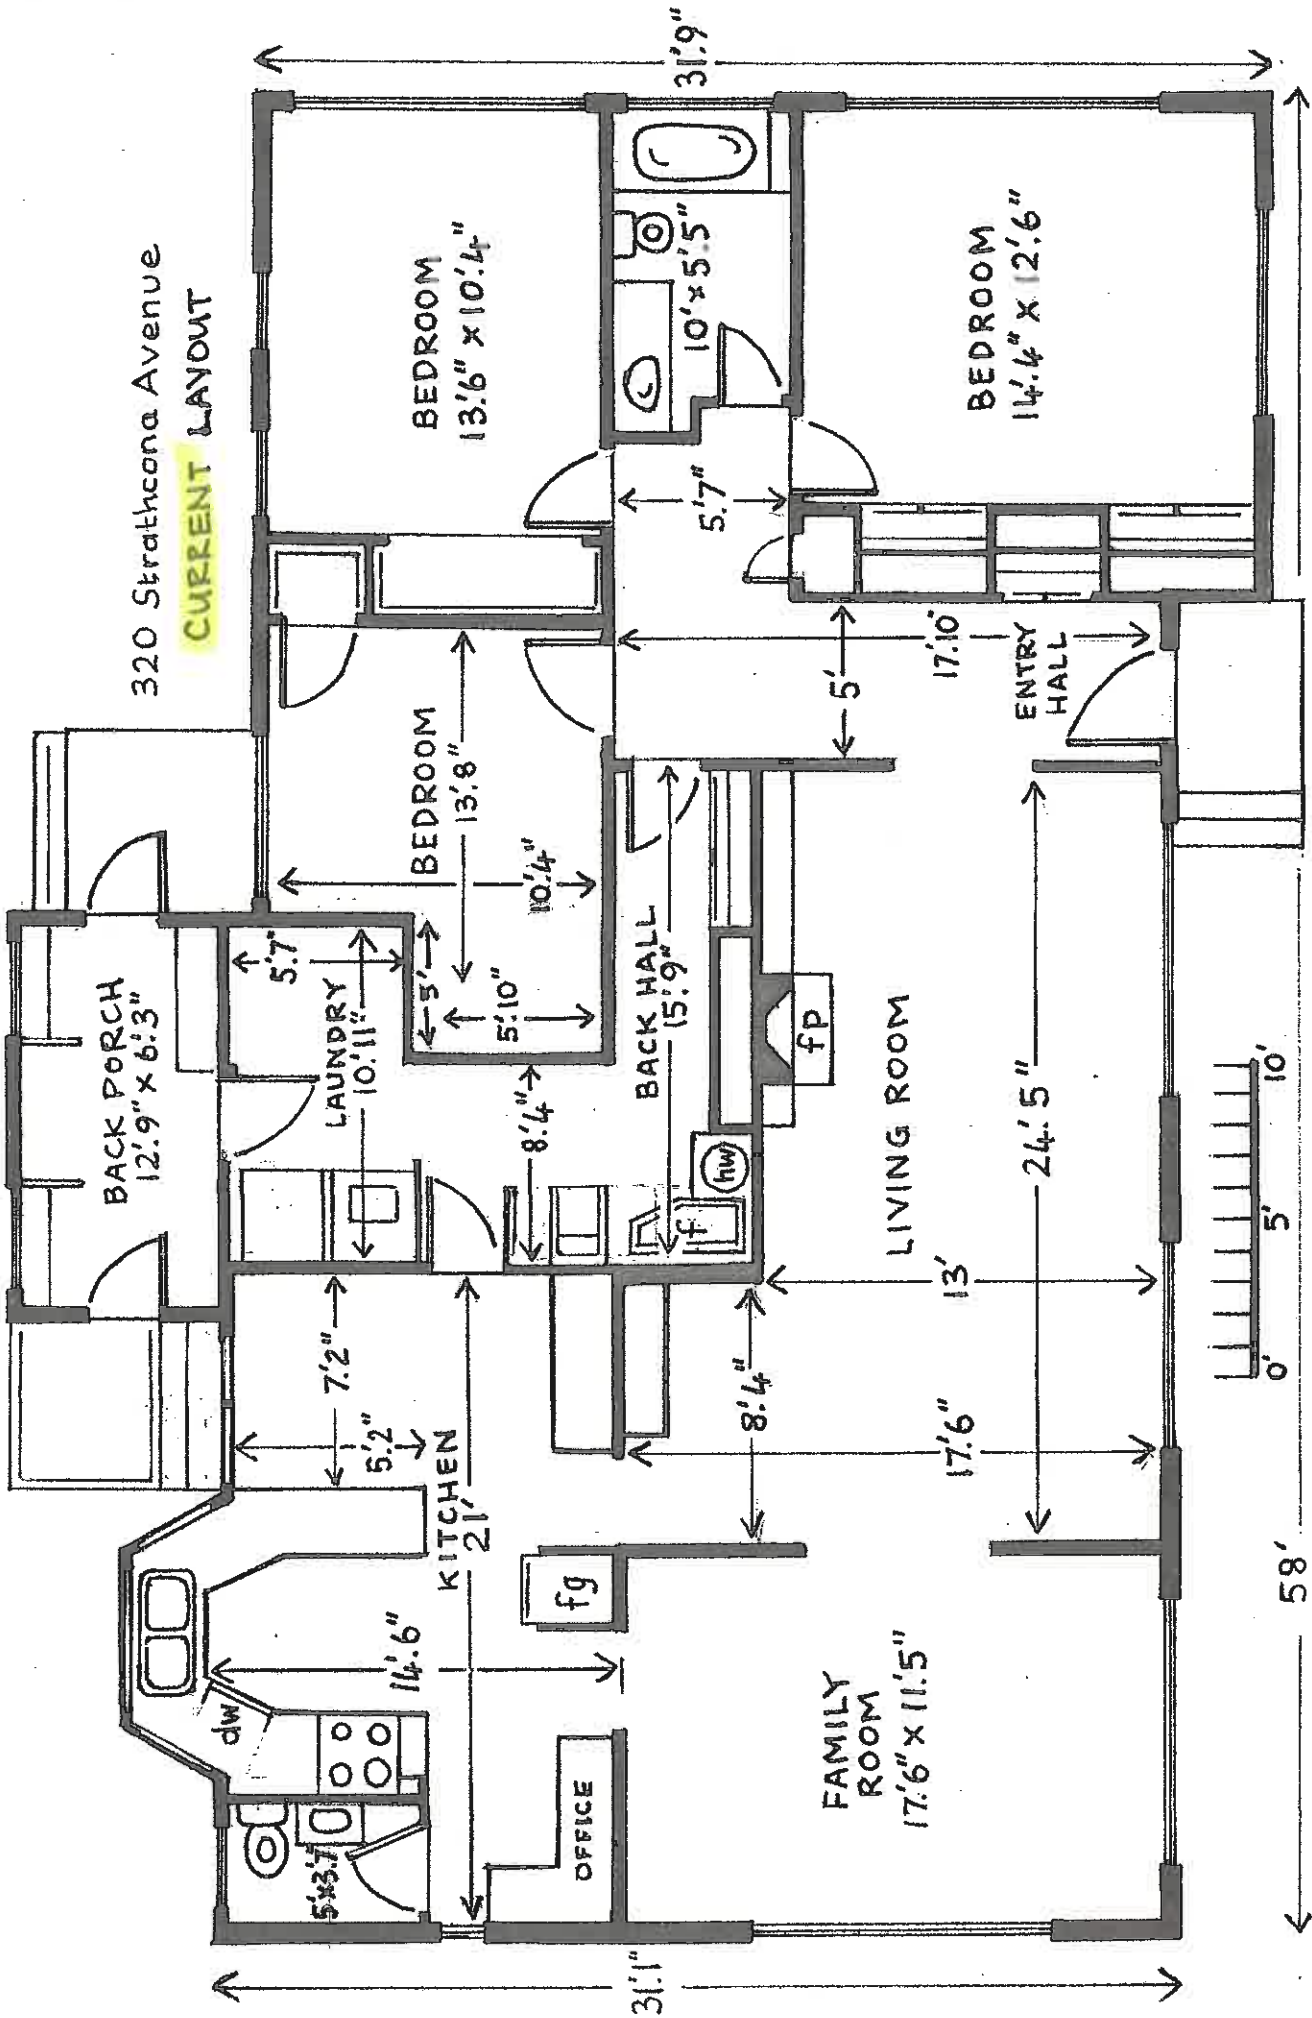 320 Strathcona Avenue
CURRENT LAYOUT
BACK PORCH
12'.9" x 6'.3"
5'.7"
LAUNDRY
10'.11"
dw
5'x3'.7"
7'.2"
5'.2"
14'.6"
KITCHEN
21'
fg
OFFICE
3'
5'.10"
8'.4"
BEDROOM
13'.8"
10'.4"
BEDROOM
13'.6" x 10'.4"
BACK HALL
15'.9"
hw
f
10' x 5'.5"
5'.7"
31'.1"
31'.9"
8'.4"
fp
5'
FAMILY
ROOM
17'.6" x 11'.5"
LIVING ROOM
13'
17'.6"
24'.5"
17'.10"
ENTRY
HALL
BEDROOM
14'.4" x 12'.6"
0'
5'
10'
58'